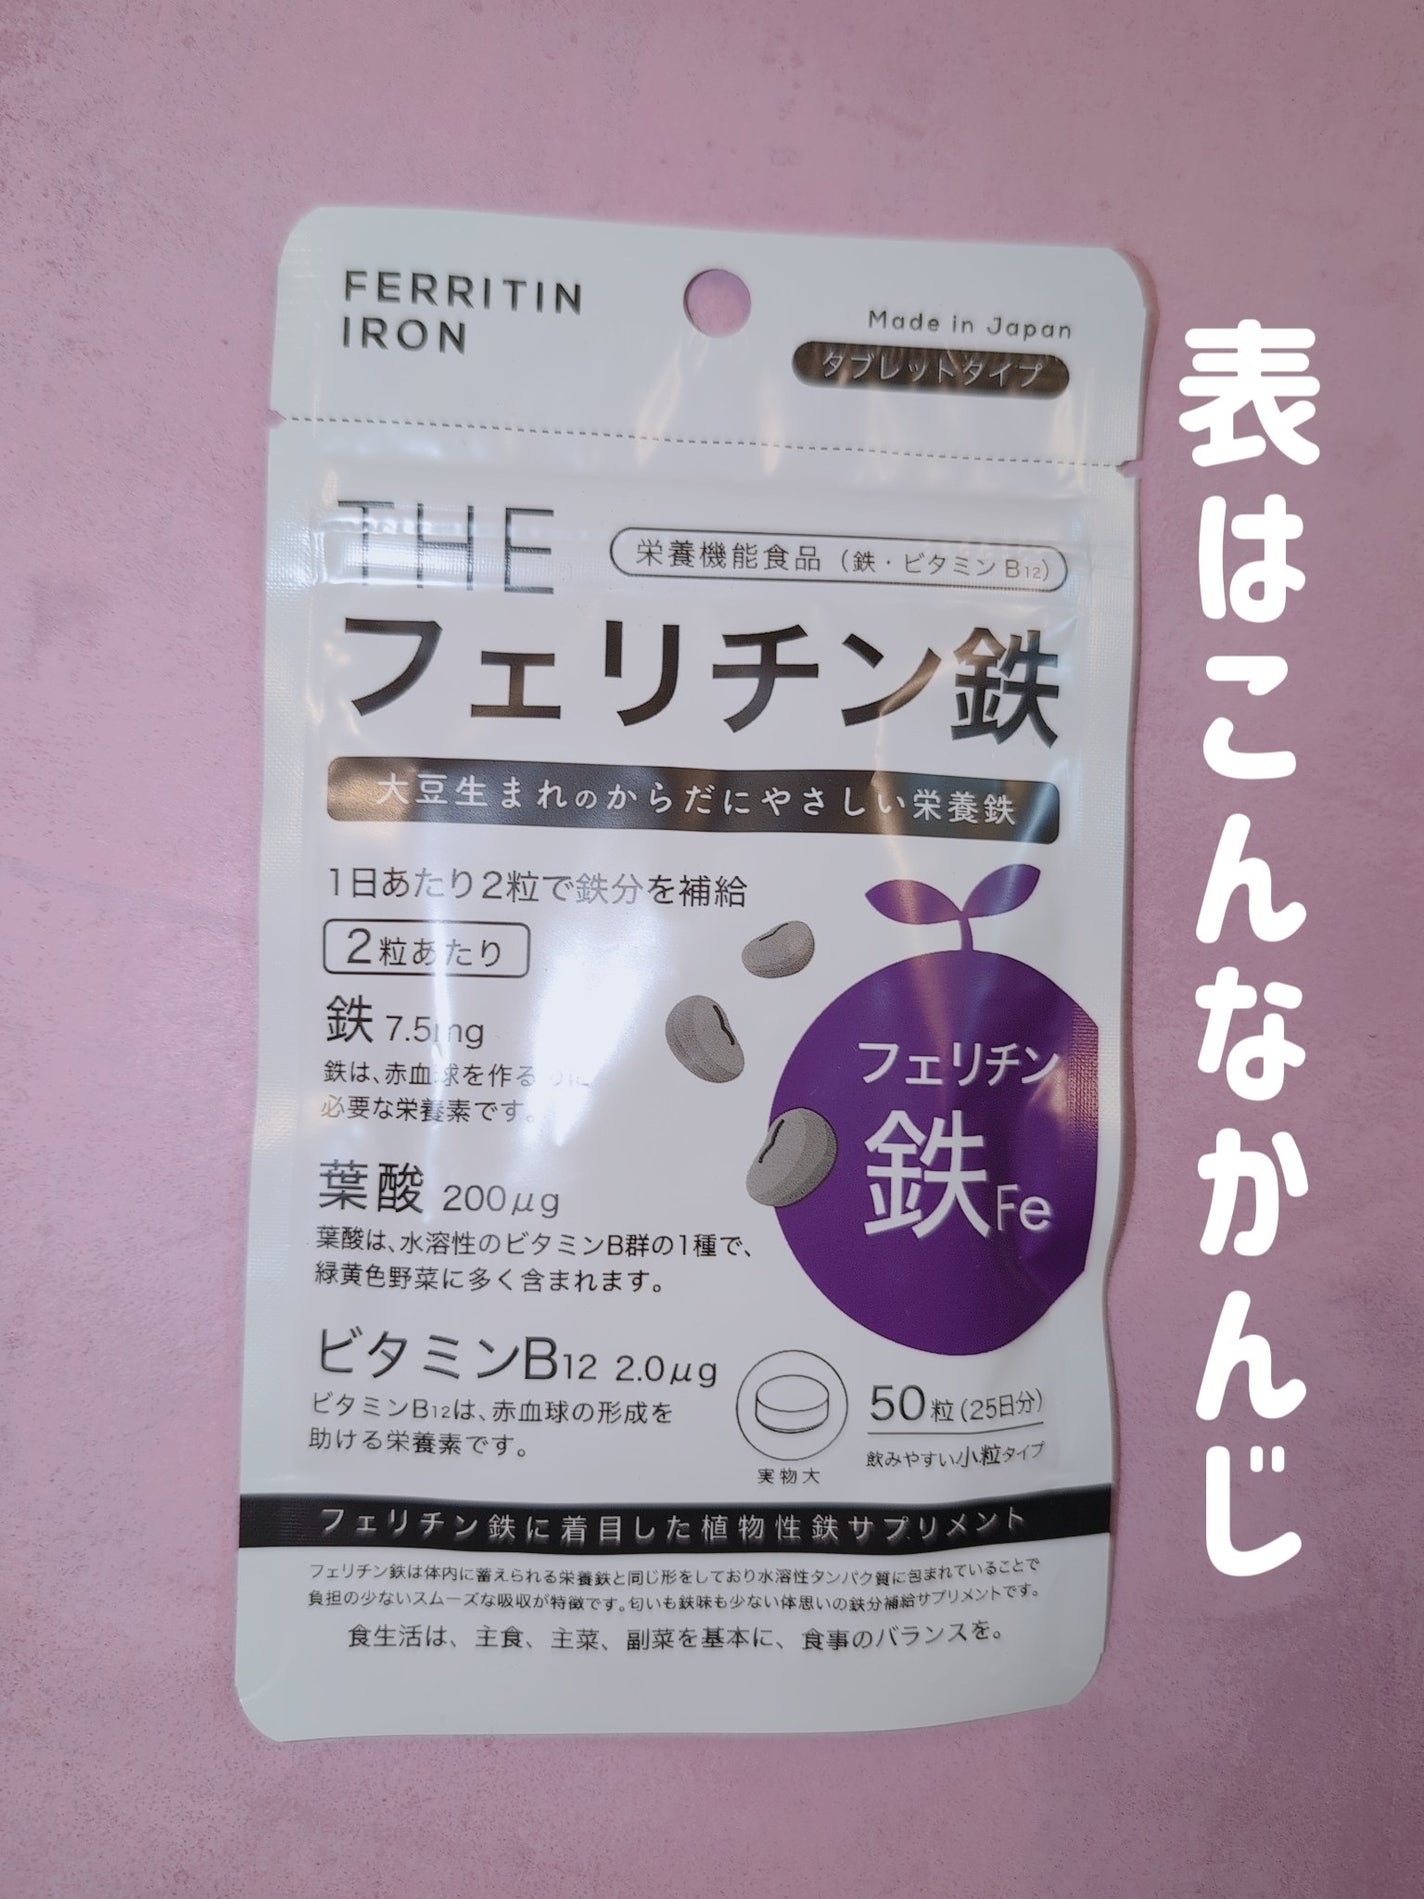 FERRITIN
IRON
Made in Japan
タブレットタイプ
THE
栄養機能食品（鉄・ビタミンB12）
フェリチン鉄
大豆生まれのからだにやさしい栄養鉄
1日あたり2粒で鉄分を補給
2粒あたり
鉄 7.5mg
鉄は、赤血球を作るのに
必要な栄養素です。
葉酸 200μg
葉酸は、水溶性のビタミンB群の1種で、
緑黄色野菜に多く含まれます。
ビタミンB12 2.0μg
ビタミンB12は、赤血球の形成を
助ける栄養素です。
フェリチン
鉄Fe
実物大
50粒(25日分)
飲みやすい小粒タイプ
フェリチン鉄に着目した植物性鉄サプリメント
フェリチン鉄は体内に蓄えられる栄養鉄と同じ形をしており水溶性タンパク質に包まれていることで
負担の少ないスムーズな吸収が特徴です。匂いも鉄味も少ない体思いの鉄分補給サプリメントです。
食生活は、主食、主菜、副菜を基本に、食事のバランスを。
表はこんなかんじ